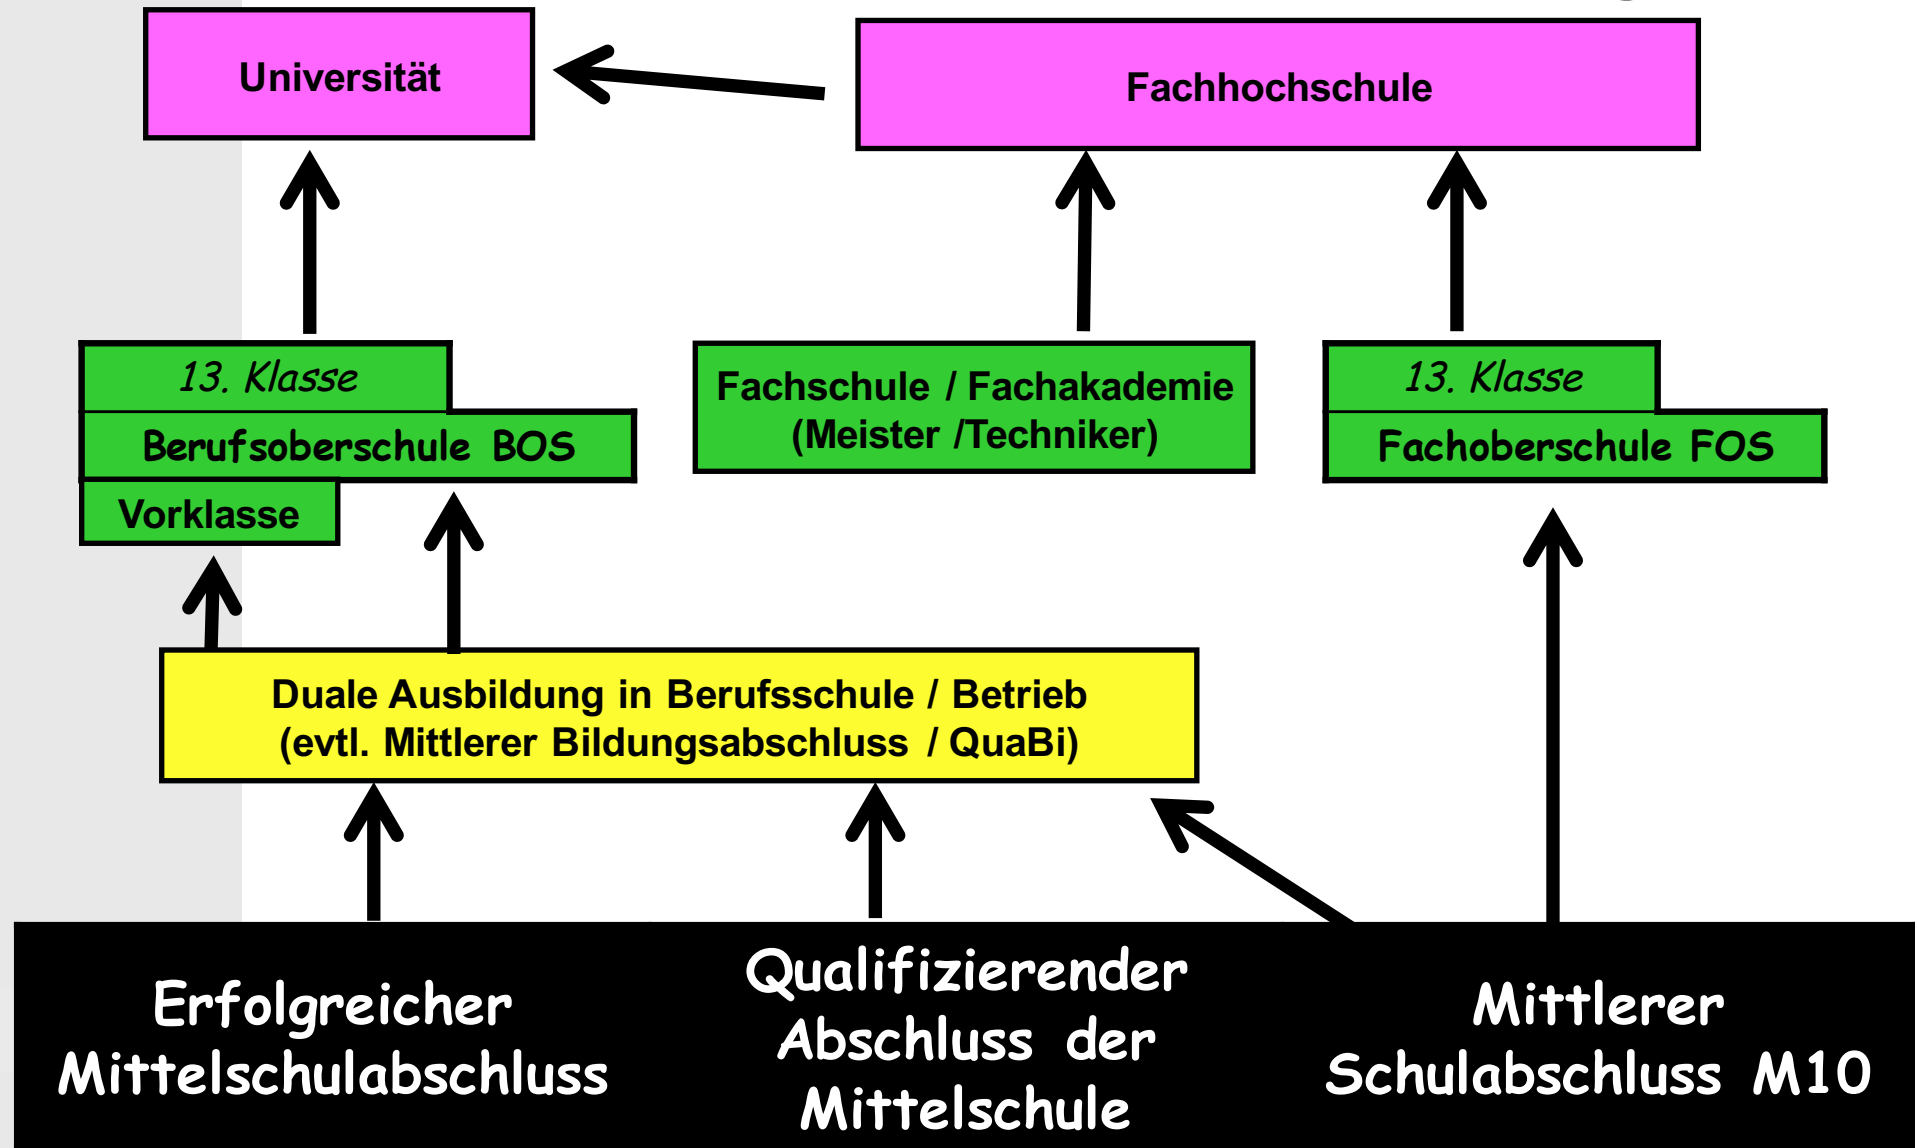 Universität
Fachhochschule
13. Klasse
Berufsoberschule BOS
Vorklasse
Fachschule / Fachakademie
(Meister /Techniker)
13. Klasse
Fachoberschule FOS
Duale Ausbildung in Berufsschule / Betrieb
(evtl. Mittlerer Bildungsabschluss / QuaBi)
Erfolgreicher
Mittelschulabschluss
Qualifizierender
Abschluss der
Mittelschule
Mittlerer
Schulabschluss M10